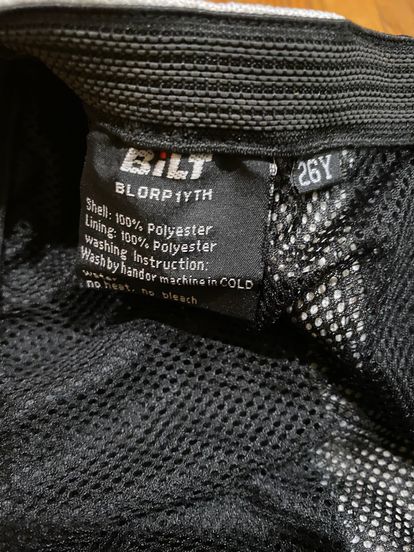 BiLT
BLORP1YTH
26Y
Shell: 100% Polyester
Lining: 100% Polyester
washing Instruction:
Wash by hand or machine in COLD
no heat, no bleach